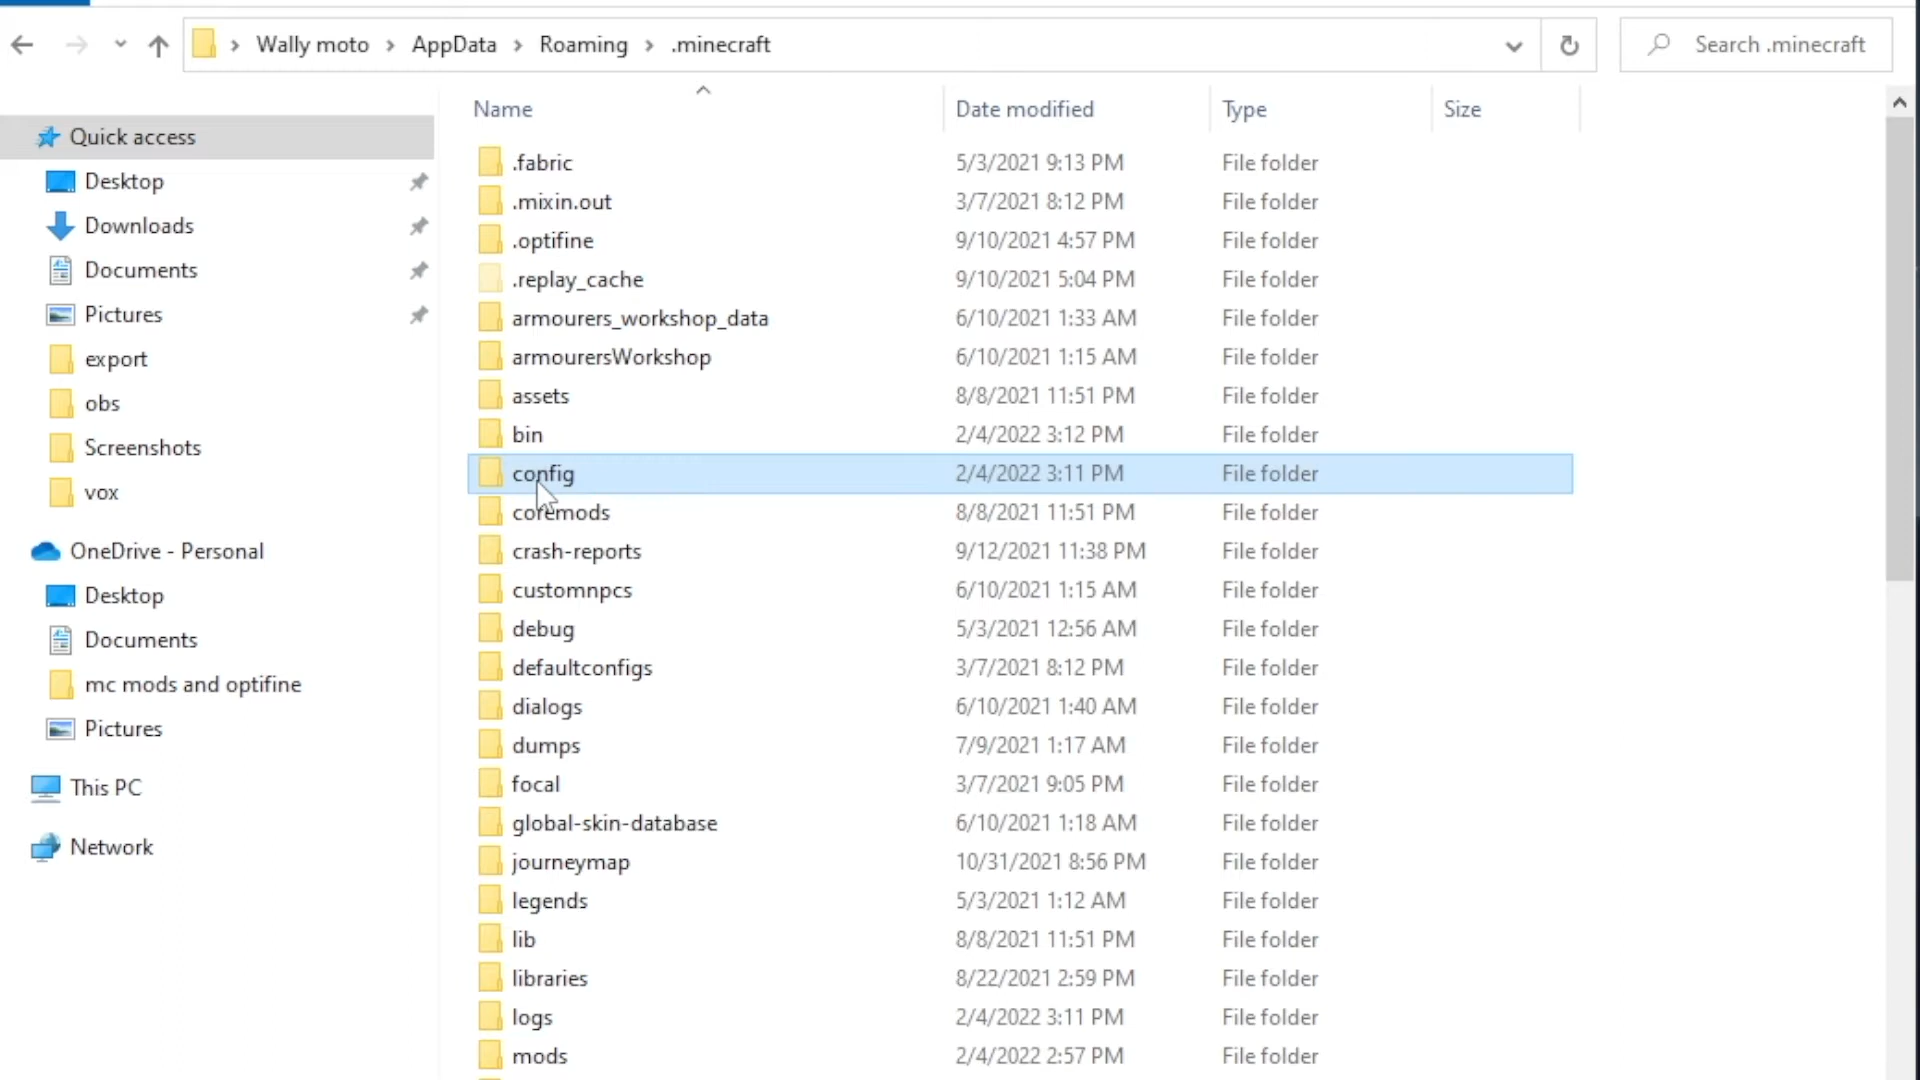 Wally moto › AppData › Roaming › .minecraft
Search .minecraft
Name Date modified Type Size
Quick access
Desktop
Downloads
Documents
Pictures
export
obs
Screenshots
vox
OneDrive - Personal
Desktop
Documents
mc mods and optifine
Pictures
This PC
Network
.fabric 5/3/2021 9:13 PM File folder
.mixin.out 3/7/2021 8:12 PM File folder
.optifine 9/10/2021 4:57 PM File folder
.replay_cache 9/10/2021 5:04 PM File folder
armourers_workshop_data 6/10/2021 1:33 AM File folder
armourersWorkshop 6/10/2021 1:15 AM File folder
assets 8/8/2021 11:51 PM File folder
bin 2/4/2022 3:12 PM File folder
config 2/4/2022 3:11 PM File folder
coremods 8/8/2021 11:51 PM File folder
crash-reports 9/12/2021 11:38 PM File folder
customnpcs 6/10/2021 1:15 AM File folder
debug 5/3/2021 12:56 AM File folder
defaultconfigs 3/7/2021 8:12 PM File folder
dialogs 6/10/2021 1:40 AM File folder
dumps 7/9/2021 1:17 AM File folder
focal 3/7/2021 9:05 PM File folder
global-skin-database 6/10/2021 1:18 AM File folder
journeymap 10/31/2021 8:56 PM File folder
legends 5/3/2021 1:12 AM File folder
lib 8/8/2021 11:51 PM File folder
libraries 8/22/2021 2:59 PM File folder
logs 2/4/2022 3:11 PM File folder
mods 2/4/2022 2:57 PM File folder